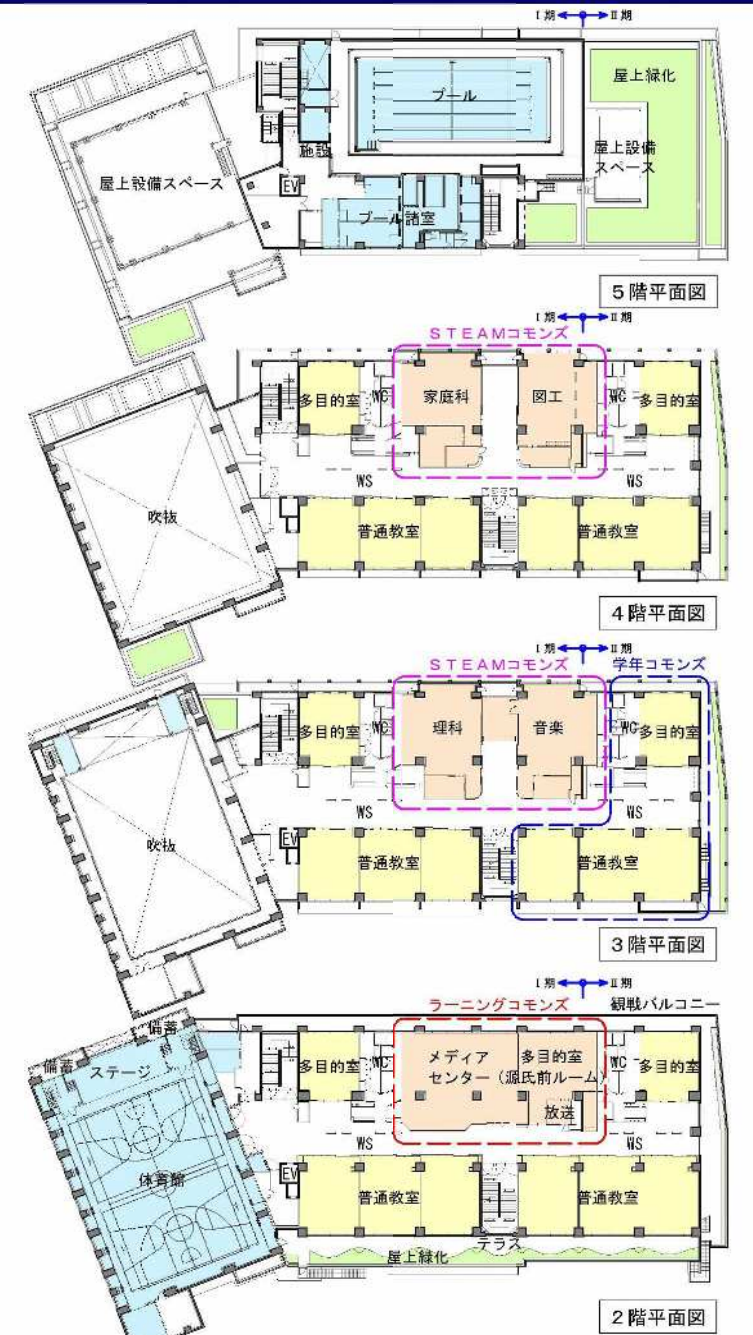 Ⅰ期 Ⅱ期
プール
屋上緑化
施設
屋上設備
スペース
屋上設備スペース
EV
プール諸室
5階平面図
Ⅰ期 Ⅱ期
STEAMコモンズ
多目的室
WC
家庭科
図工
WC
多目的室
WS
WS
吹抜
普通教室
普通教室
4階平面図
Ⅰ期 Ⅱ期
STEAMコモンズ
学年コモンズ
多目的室
WC
理科
音楽
WC
多目的室
WS
WS
吹抜
EV
普通教室
普通教室
3階平面図
Ⅰ期 Ⅱ期
ラーニングコモンズ
観戦バルコニー
備蓄
備蓄
ステージ
多目的室
WC
メディア
センター
多目的室
(源氏前ルーム)
WC
多目的室
放送
WS
WS
体育館
EV
普通教室
普通教室
テラス
屋上緑化
2階平面図